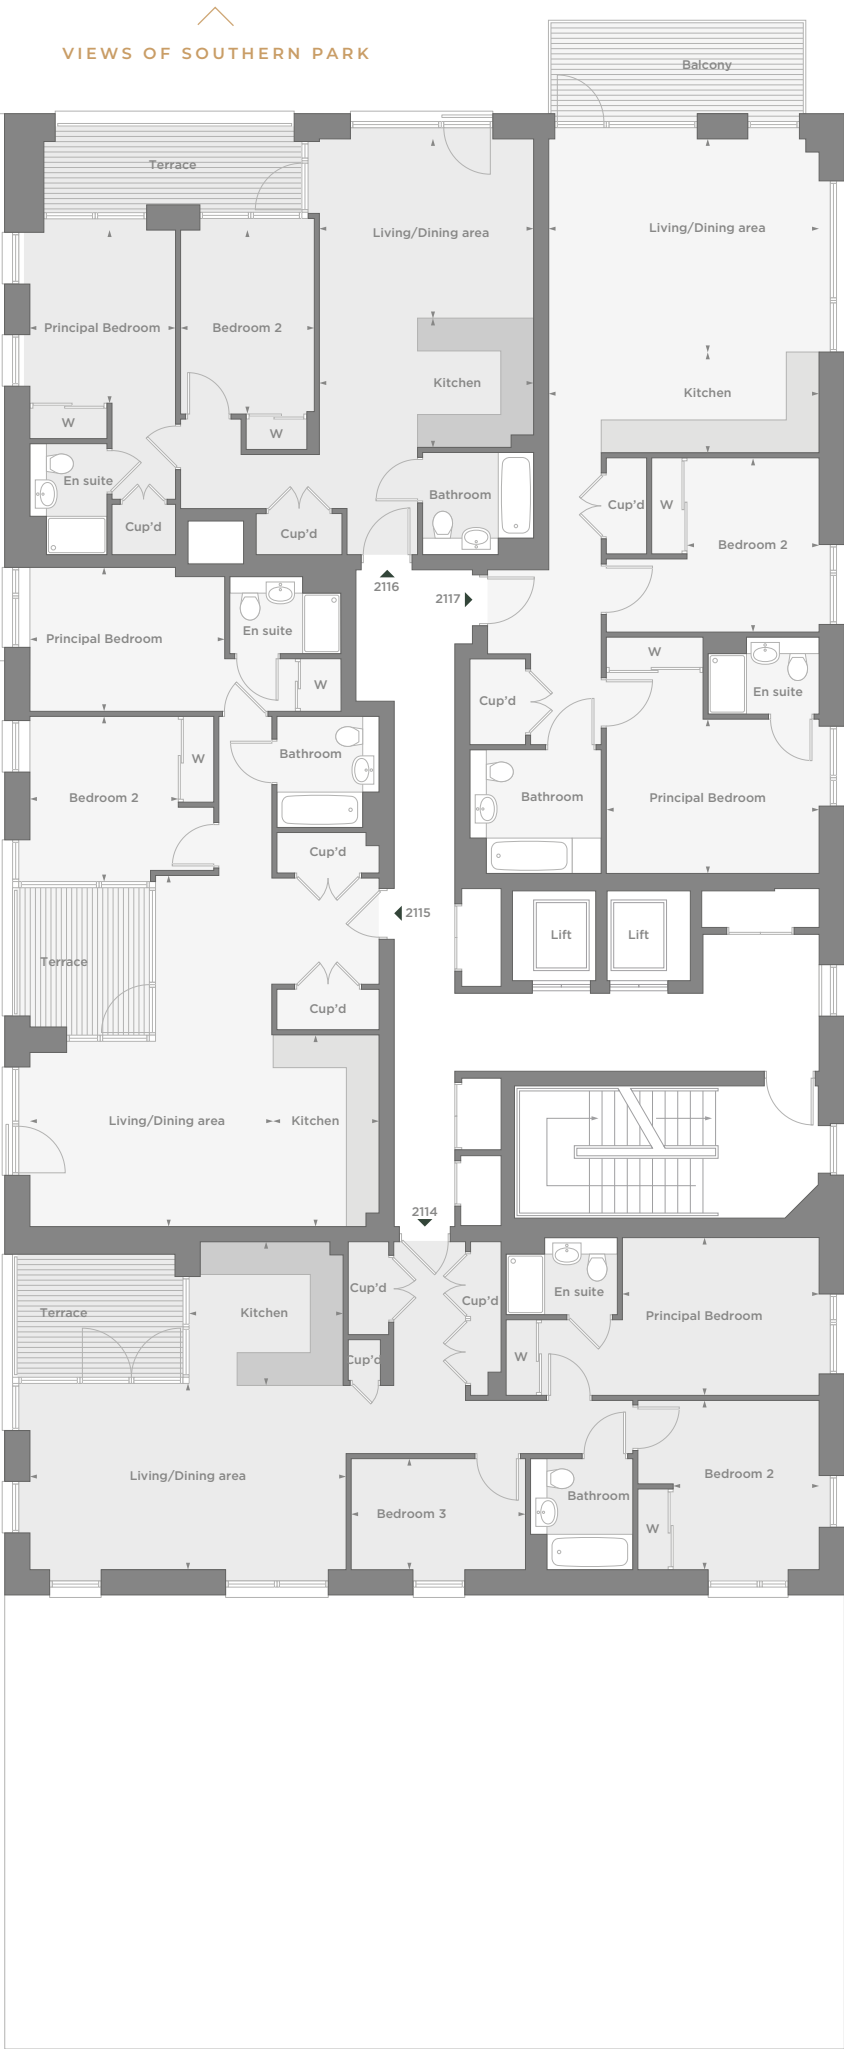 VIEWS OF SOUTHERN PARK
Balcony
Terrace
Living/Dining area
Living/Dining area
Principal Bedroom
Bedroom 2
Kitchen
Kitchen
W
W
En suite
Bathroom
Cup'd
W
Cup'd
Cup'd
Bedroom 2
2116
2117
Principal Bedroom
En suite
W
W
En suite
Cup'd
Bathroom
W
Bedroom 2
Bathroom
Principal Bedroom
Cup'd
2115
Lift
Lift
Terrace
Cup'd
Living/Dining area
Kitchen
2114
Cup'd
Cup'd
En suite
Terrace
Kitchen
Principal Bedroom
Cup'd
W
Living/Dining area
Bedroom 2
Bathroom
Bedroom 3
W